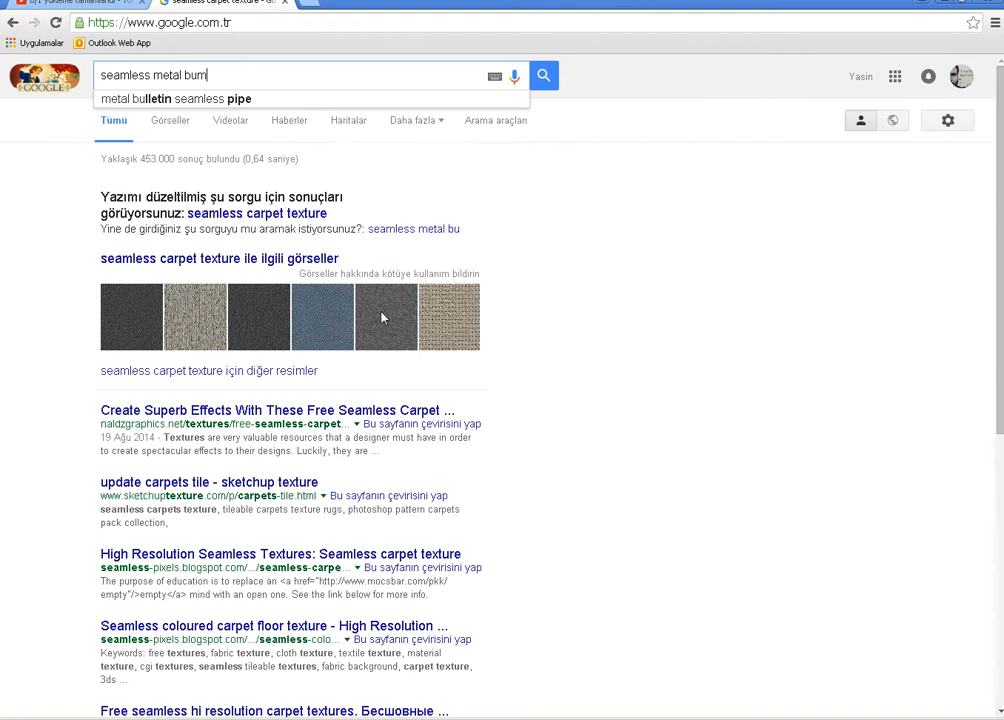 seamless carpet texture - Go
https://www.google.com.tr
Uygulamalar
Outlook Web App
GOOGLE
seamless metal bum
Yasin
metal bulletin seamless pipe
Tümü
Görseller
Videolar
Haberler
Haritalar
Daha fazla
Arama araçları
Yaklaşık 453.000 sonuç bulundu (0,64 saniye)
Yazımı düzeltilmiş şu sorgu için sonuçları
görüyorsunuz: seamless carpet texture
Yine de girdiğiniz şu sorguyu mu aramak istiyorsunuz?: seamless metal bu
seamless carpet texture ile ilgili görseller
Görseller hakkında kötüye kullanım bildirin
seamless carpet texture için diğer resimler
Create Superb Effects With These Free Seamless Carpet ...
naldzgraphics.net/textures/free-seamless-carpet... Bu sayfanın çevirisini yap
19 Ağu 2014 - Textures are very valuable resources that a designer must have in order
to create spectacular effects to their designs. Luckily, they are ...
update carpets tile - sketchup texture
www.sketchuptexture.com/p/carpets-tile.html Bu sayfanın çevirisini yap
seamless carpets texture, tileable carpets texture rugs, photoshop pattern carpets
pack collection,
High Resolution Seamless Textures: Seamless carpet texture
seamless-pixels.blogspot.com/.../seamless-carpe... Bu sayfanın çevirisini yap
The purpose of education is to replace an <a href="http://www.mocsbar.com/pkk/
empty"/>empty</a> mind with an open one. See the link below for more info.
Seamless coloured carpet floor texture - High Resolution ...
seamless-pixels.blogspot.com/.../seamless-colo... Bu sayfanın çevirisini yap
Keywords: free textures, fabric texture, cloth texture, textile texture, material
texture, cgi textures, seamless tileable textures, fabric background, carpet texture,
3ds ...
Free seamless hi resolution carpet textures. Бесшовные ...